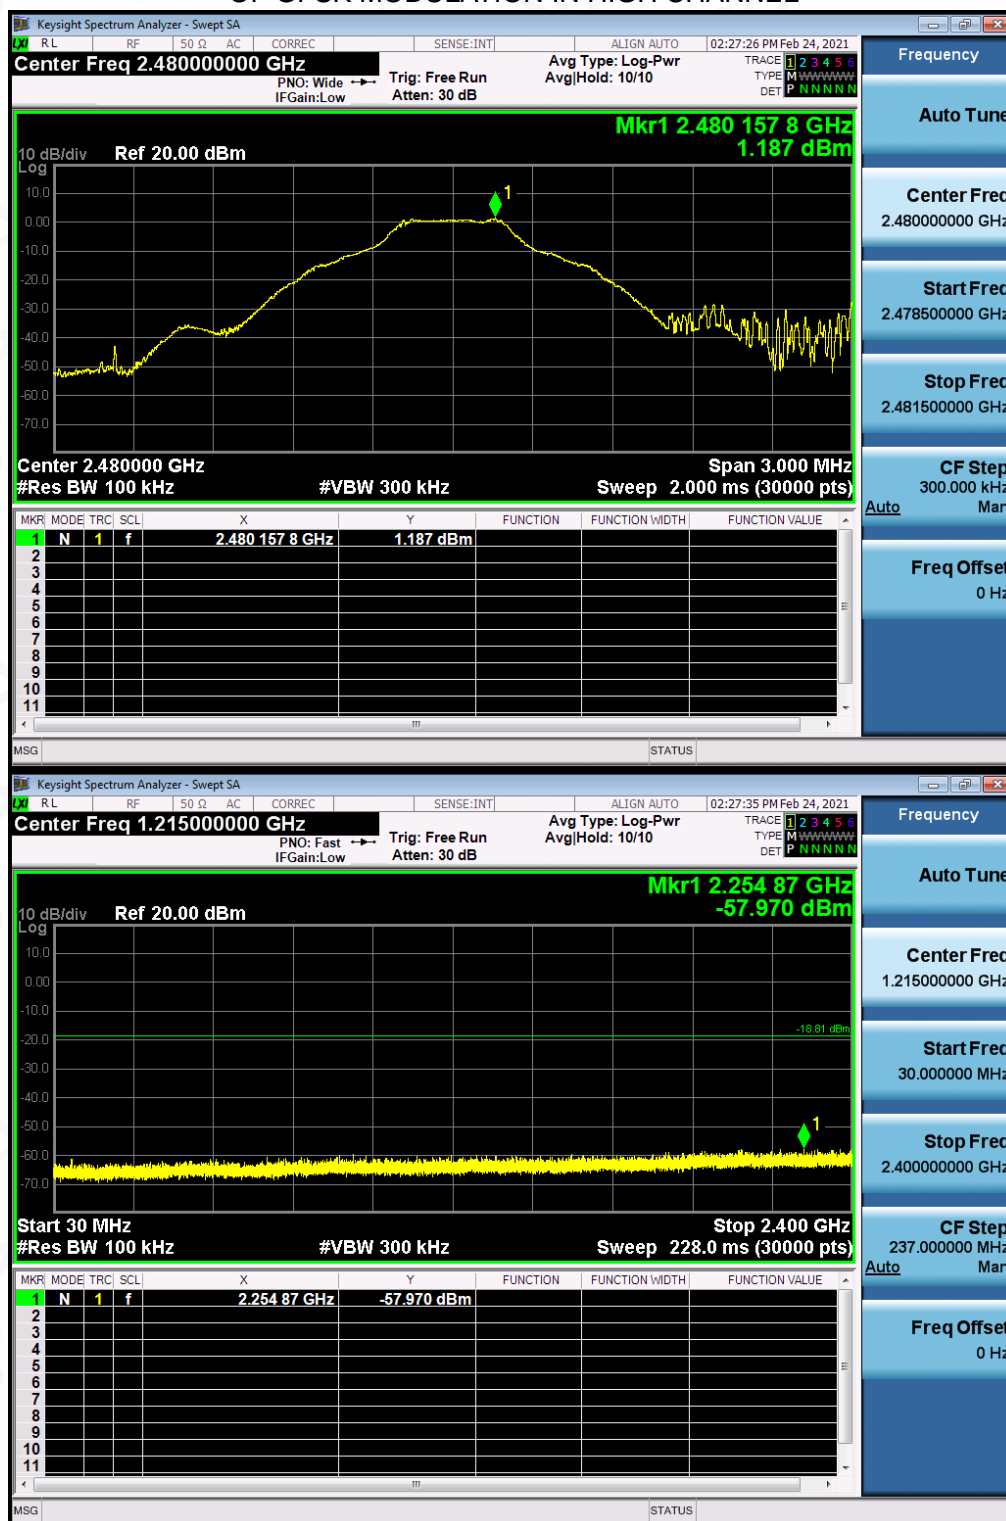 OF GFSK MODULATION IN HIGH CHANNEL
Keysight Spectrum Analyzer - Swept SA
LXI RL RF 50 Ω AC CORREC SENSE:INT ALIGN AUTO 02:27:26 PM Feb 24, 2021
Center Freq 2.480000000 GHz
PNO: Wide
IFGain:Low
Trig: Free Run
Atten: 30 dB
Avg Type: Log-Pwr
Avg|Hold: 10/10
TRACE 1 2 3 4 5 6
TYPE M WWWWW
DET P N N N N N
Mkr1 2.480 157 8 GHz
1.187 dBm
10 dB/div Ref 20.00 dBm
Log
10.0
1
0.00
-10.0
-20.0
-30.0
-40.0
-50.0
-60.0
-70.0
Center 2.480000 GHz Span 3.000 MHz
#Res BW 100 kHz #VBW 300 kHz Sweep 2.000 ms (30000 pts)
MKR MODE TRC SCL X Y FUNCTION FUNCTION WIDTH FUNCTION VALUE
1 N 1 f 2.480 157 8 GHz 1.187 dBm
2
3
4
5
6
7
8
9
10
11
MSG STATUS
Frequency
Auto Tune
Center Freq
2.480000000 GHz
Start Freq
2.478500000 GHz
Stop Freq
2.481500000 GHz
CF Step
300.000 kHz
Auto Man
Freq Offset
0 Hz
Keysight Spectrum Analyzer - Swept SA
LXI RL RF 50 Ω AC CORREC SENSE:INT ALIGN AUTO 02:27:35 PM Feb 24, 2021
Center Freq 1.215000000 GHz
PNO: Fast
IFGain:Low
Trig: Free Run
Atten: 30 dB
Avg Type: Log-Pwr
Avg|Hold: 10/10
TRACE 1 2 3 4 5 6
TYPE M WWWWW
DET P N N N N N
Mkr1 2.254 87 GHz
-57.970 dBm
10 dB/div Ref 20.00 dBm
Log
10.0
0.00
-10.0
-18.81 dBm
-20.0
-30.0
-40.0
-50.0
1
-60.0
-70.0
Start 30 MHz Stop 2.400 GHz
#Res BW 100 kHz #VBW 300 kHz Sweep 228.0 ms (30000 pts)
MKR MODE TRC SCL X Y FUNCTION FUNCTION WIDTH FUNCTION VALUE
1 N 1 f 2.254 87 GHz -57.970 dBm
2
3
4
5
6
7
8
9
10
11
MSG STATUS
Frequency
Auto Tune
Center Freq
1.215000000 GHz
Start Freq
30.000000 MHz
Stop Freq
2.400000000 GHz
CF Step
237.000000 MHz
Auto Man
Freq Offset
0 Hz